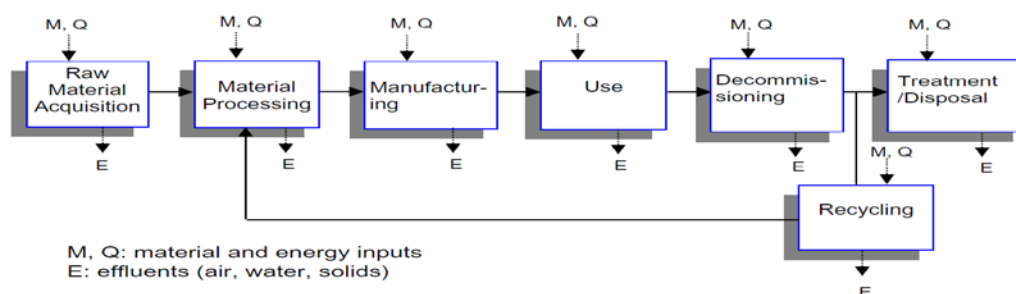 M, Q
M, Q
M, Q
M, Q
M, Q
M, Q
Raw
Material
Acquisition
Material
Processing
Manufactur-
ing
Use
Decommis-
sioning
Treatment
/Disposal
E
E
E
E
E
E
M, Q
Recycling
E
M, Q: material and energy inputs
E: effluents (air, water, solids)